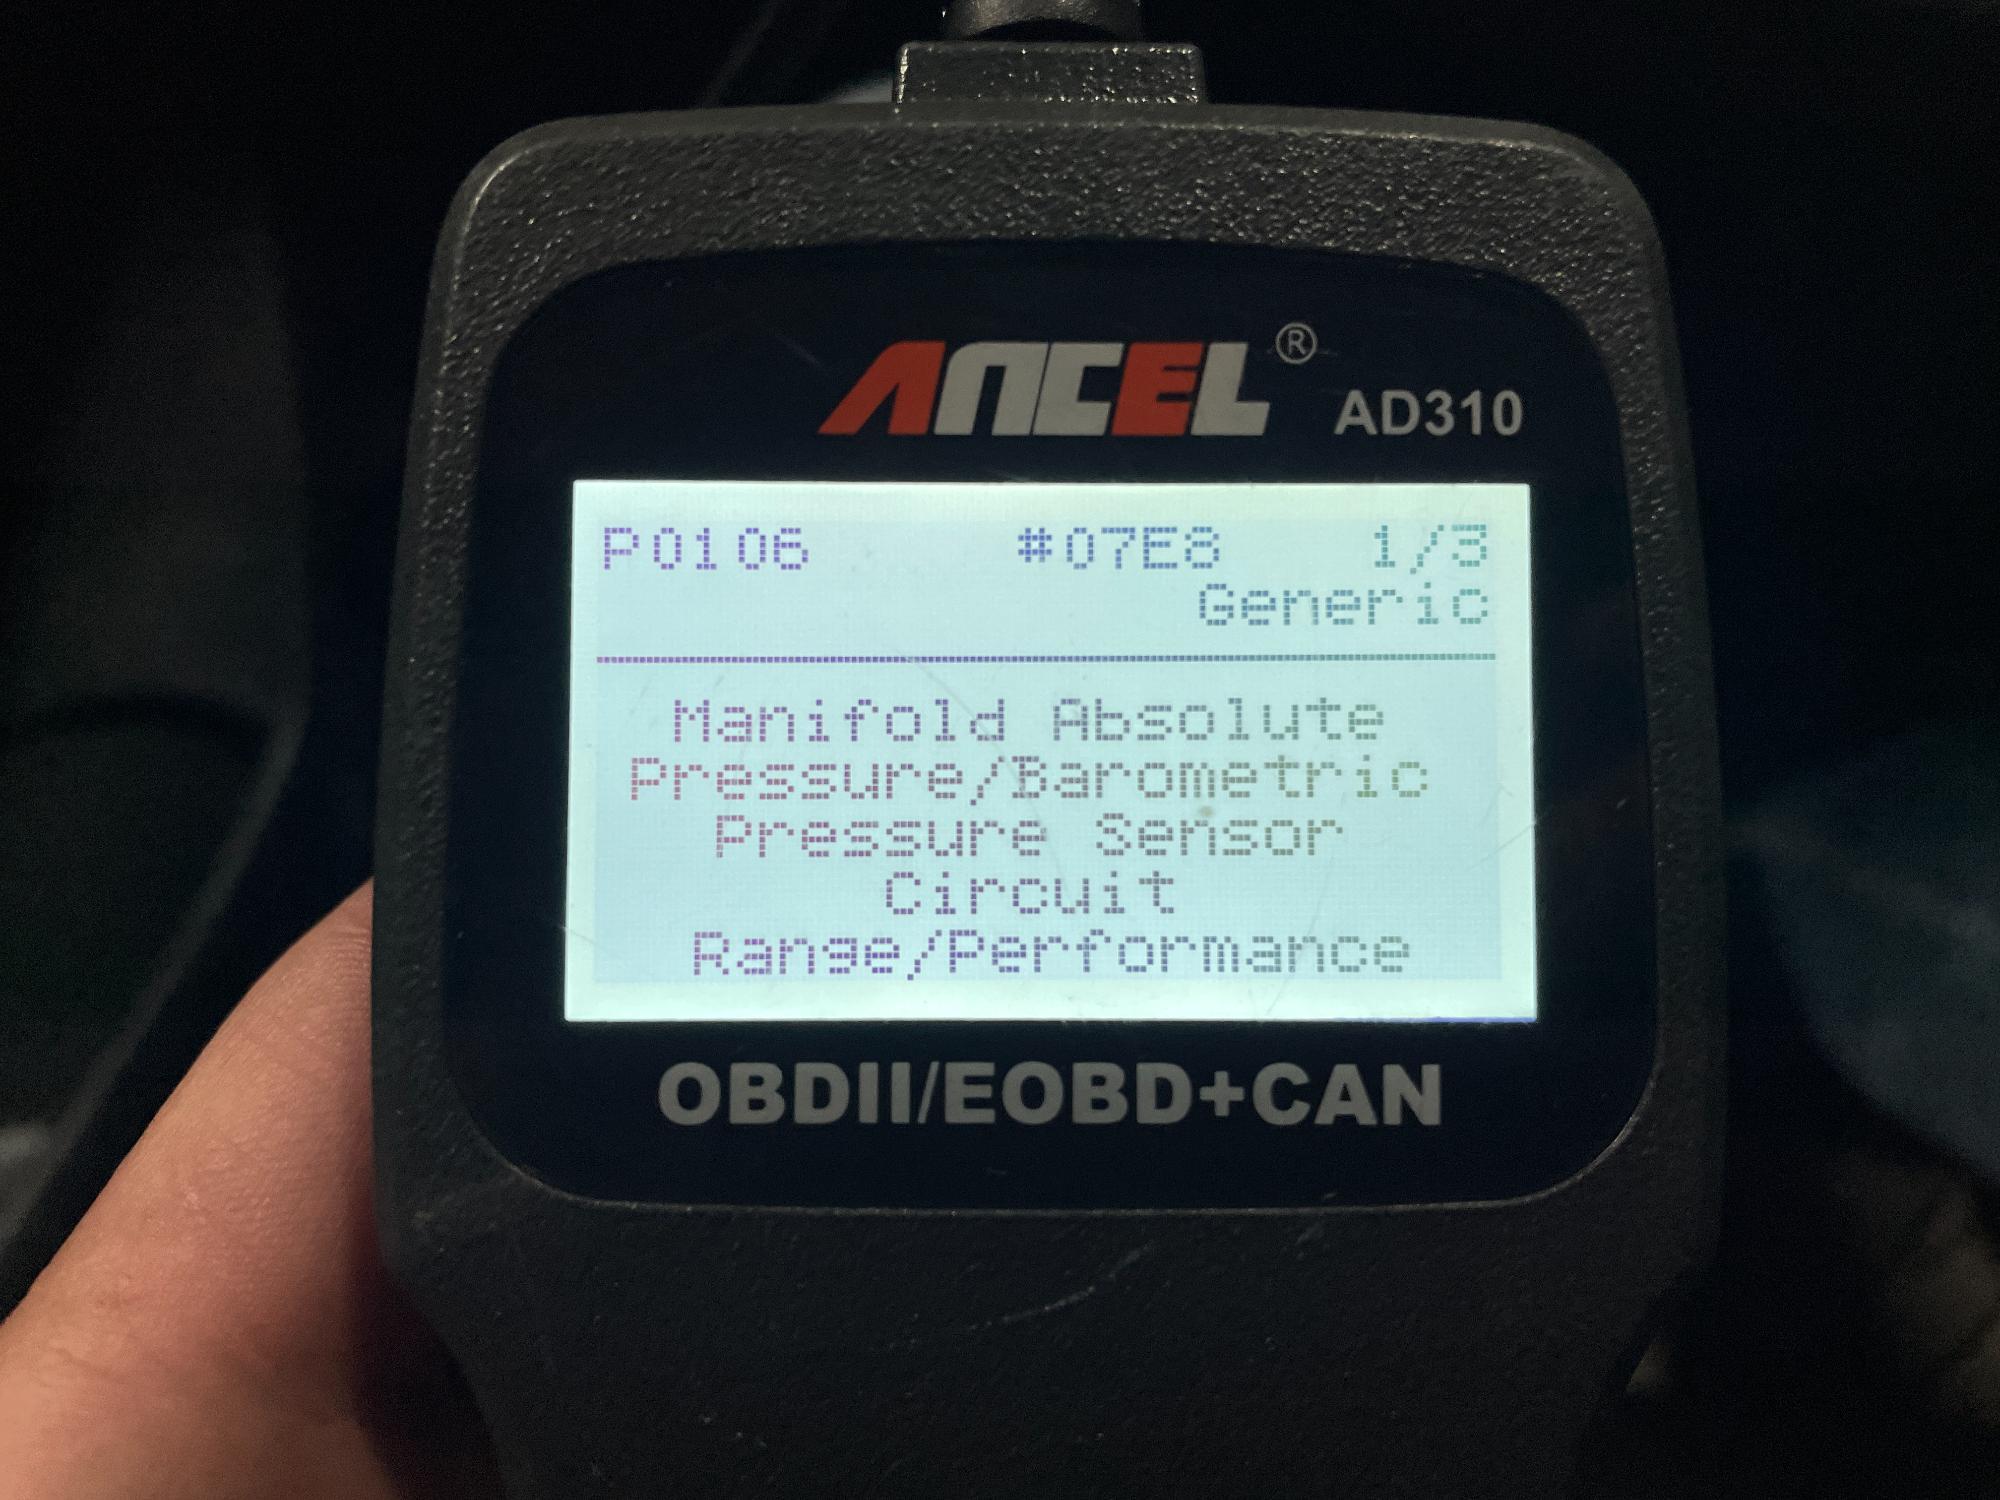 ANCEL® AD310
P0106 #07E8 1/3
Generic
Manifold Absolute
Pressure/Barometric
Pressure Sensor
Circuit
Range/Performance
OBDII/EOBD+CAN